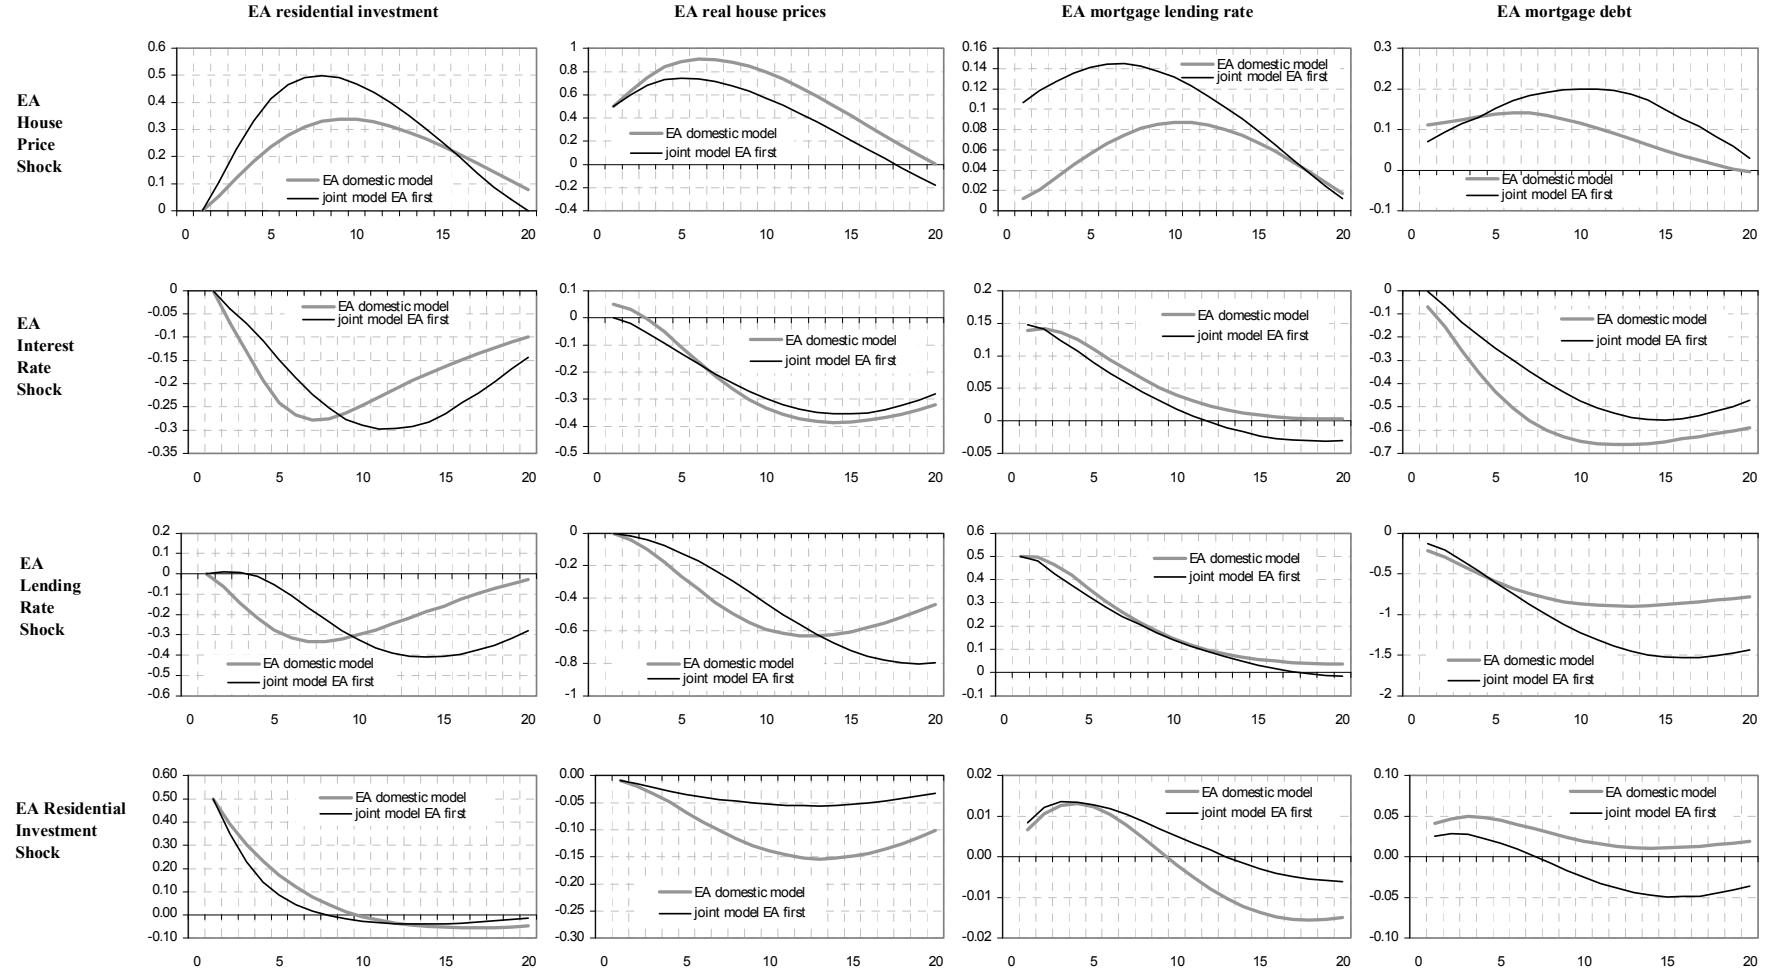 EA residential investment
EA real house prices
EA mortgage lending rate
EA mortgage debt
EA
House
Price
Shock
0.6
0.5
0.4
0.3
0.2
0.1
0
EA domestic model
joint model EA first
0 5 10 15 20
1
0.8
0.6
0.4
0.2
0
-0.2
-0.4
EA domestic model
joint model EA first
0 5 10 15 20
0.16
0.14
0.12
0.1
0.08
0.06
0.04
0.02
0
EA domestic model
joint model EA first
0 5 10 15 20
0.3
0.2
0.1
0
-0.1
EA domestic model
joint model EA first
0 5 10 15 20
EA
Interest
Rate
Shock
0
-0.05
-0.1
-0.15
-0.2
-0.25
-0.3
-0.35
EA domestic model
joint model EA first
0 5 10 15 20
0.1
0
-0.1
-0.2
-0.3
-0.4
-0.5
EA domestic model
joint model EA first
0 5 10 15 20
0.2
0.15
0.1
0.05
0
-0.05
EA domestic model
joint model EA first
0 5 10 15 20
0
-0.1
-0.2
-0.3
-0.4
-0.5
-0.6
-0.7
EA domestic model
joint model EA first
0 5 10 15 20
EA
Lending
Rate
Shock
0.2
0.1
0
-0.1
-0.2
-0.3
-0.4
-0.5
-0.6
EA domestic model
joint model EA first
0 5 10 15 20
0
-0.2
-0.4
-0.6
-0.8
-1
EA domestic model
joint model EA first
0 5 10 15 20
0.6
0.5
0.4
0.3
0.2
0.1
0
-0.1
EA domestic model
joint model EA first
0 5 10 15 20
0
-0.5
-1
-1.5
-2
EA domestic model
joint model EA first
0 5 10 15 20
EA Residential
Investment
Shock
0.60
0.50
0.40
0.30
0.20
0.10
0.00
-0.10
EA domestic model
joint model EA first
0 5 10 15 20
0.00
-0.05
-0.10
-0.15
-0.20
-0.25
-0.30
EA domestic model
joint model EA first
0 5 10 15 20
0.02
0.01
0.00
-0.01
-0.02
EA domestic model
joint model EA first
0 5 10 15 20
0.10
0.05
0.00
-0.05
-0.10
EA domestic model
joint model EA first
0 5 10 15 20